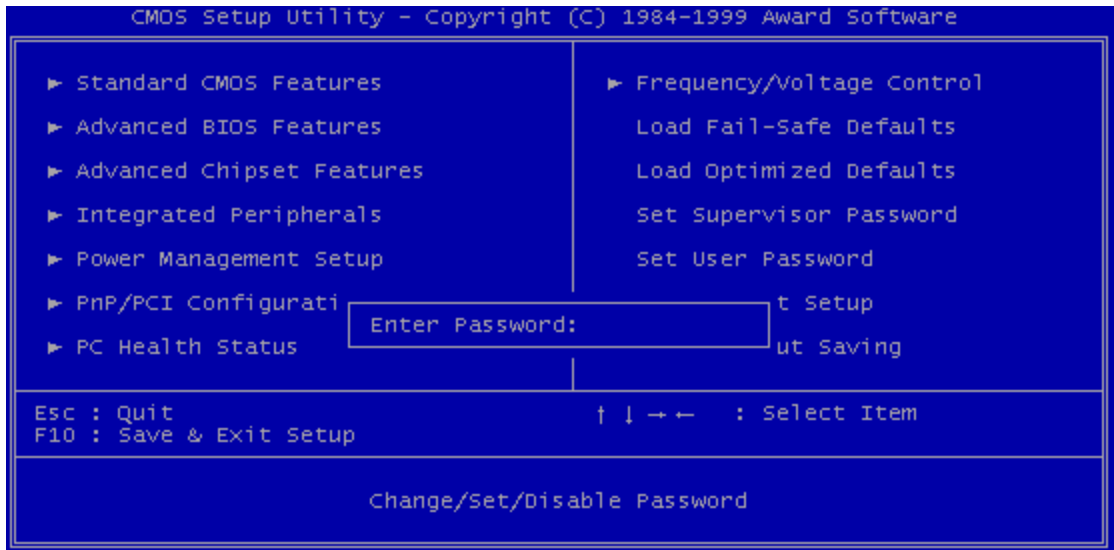 CMOS Setup Utility - Copyright (C) 1984-1999 Award Software
► Standard CMOS Features
► Advanced BIOS Features
► Advanced Chipset Features
► Integrated Peripherals
► Power Management Setup
► PnP/PCI Configurati
► PC Health Status
► Frequency/Voltage Control
Load Fail-Safe Defaults
Load Optimized Defaults
Set Supervisor Password
Set User Password
t Setup
ut Saving
Enter Password:
Esc : Quit
F10 : Save & Exit Setup
↑ ↓ → ← : Select Item
Change/Set/Disable Password